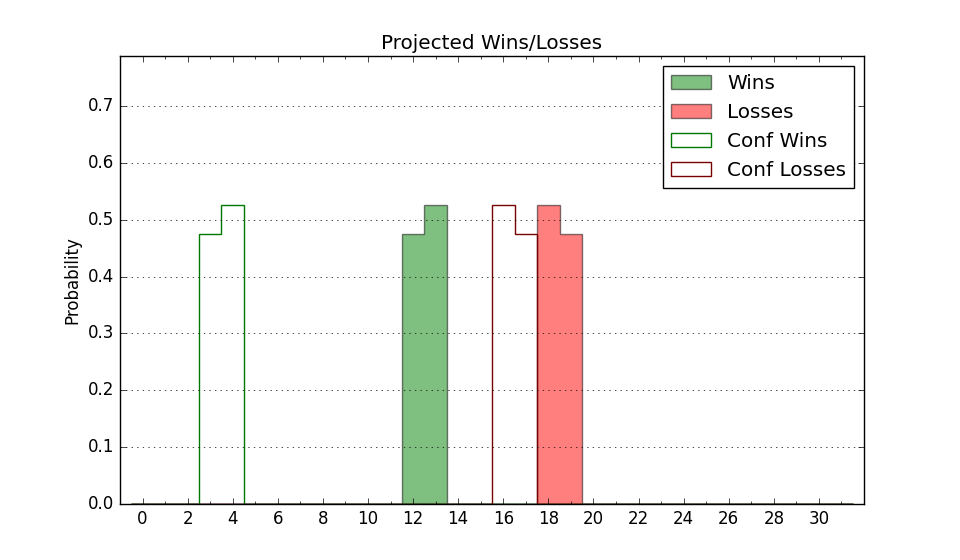 Projected Wins/Losses
Wins
Losses
Conf Wins
Conf Losses
Probability
0.7
0.6
0.5
0.4
0.3
0.2
0.1
0.0
0 2 4 6 8 10 12 14 16 18 20 22 24 26 28 30